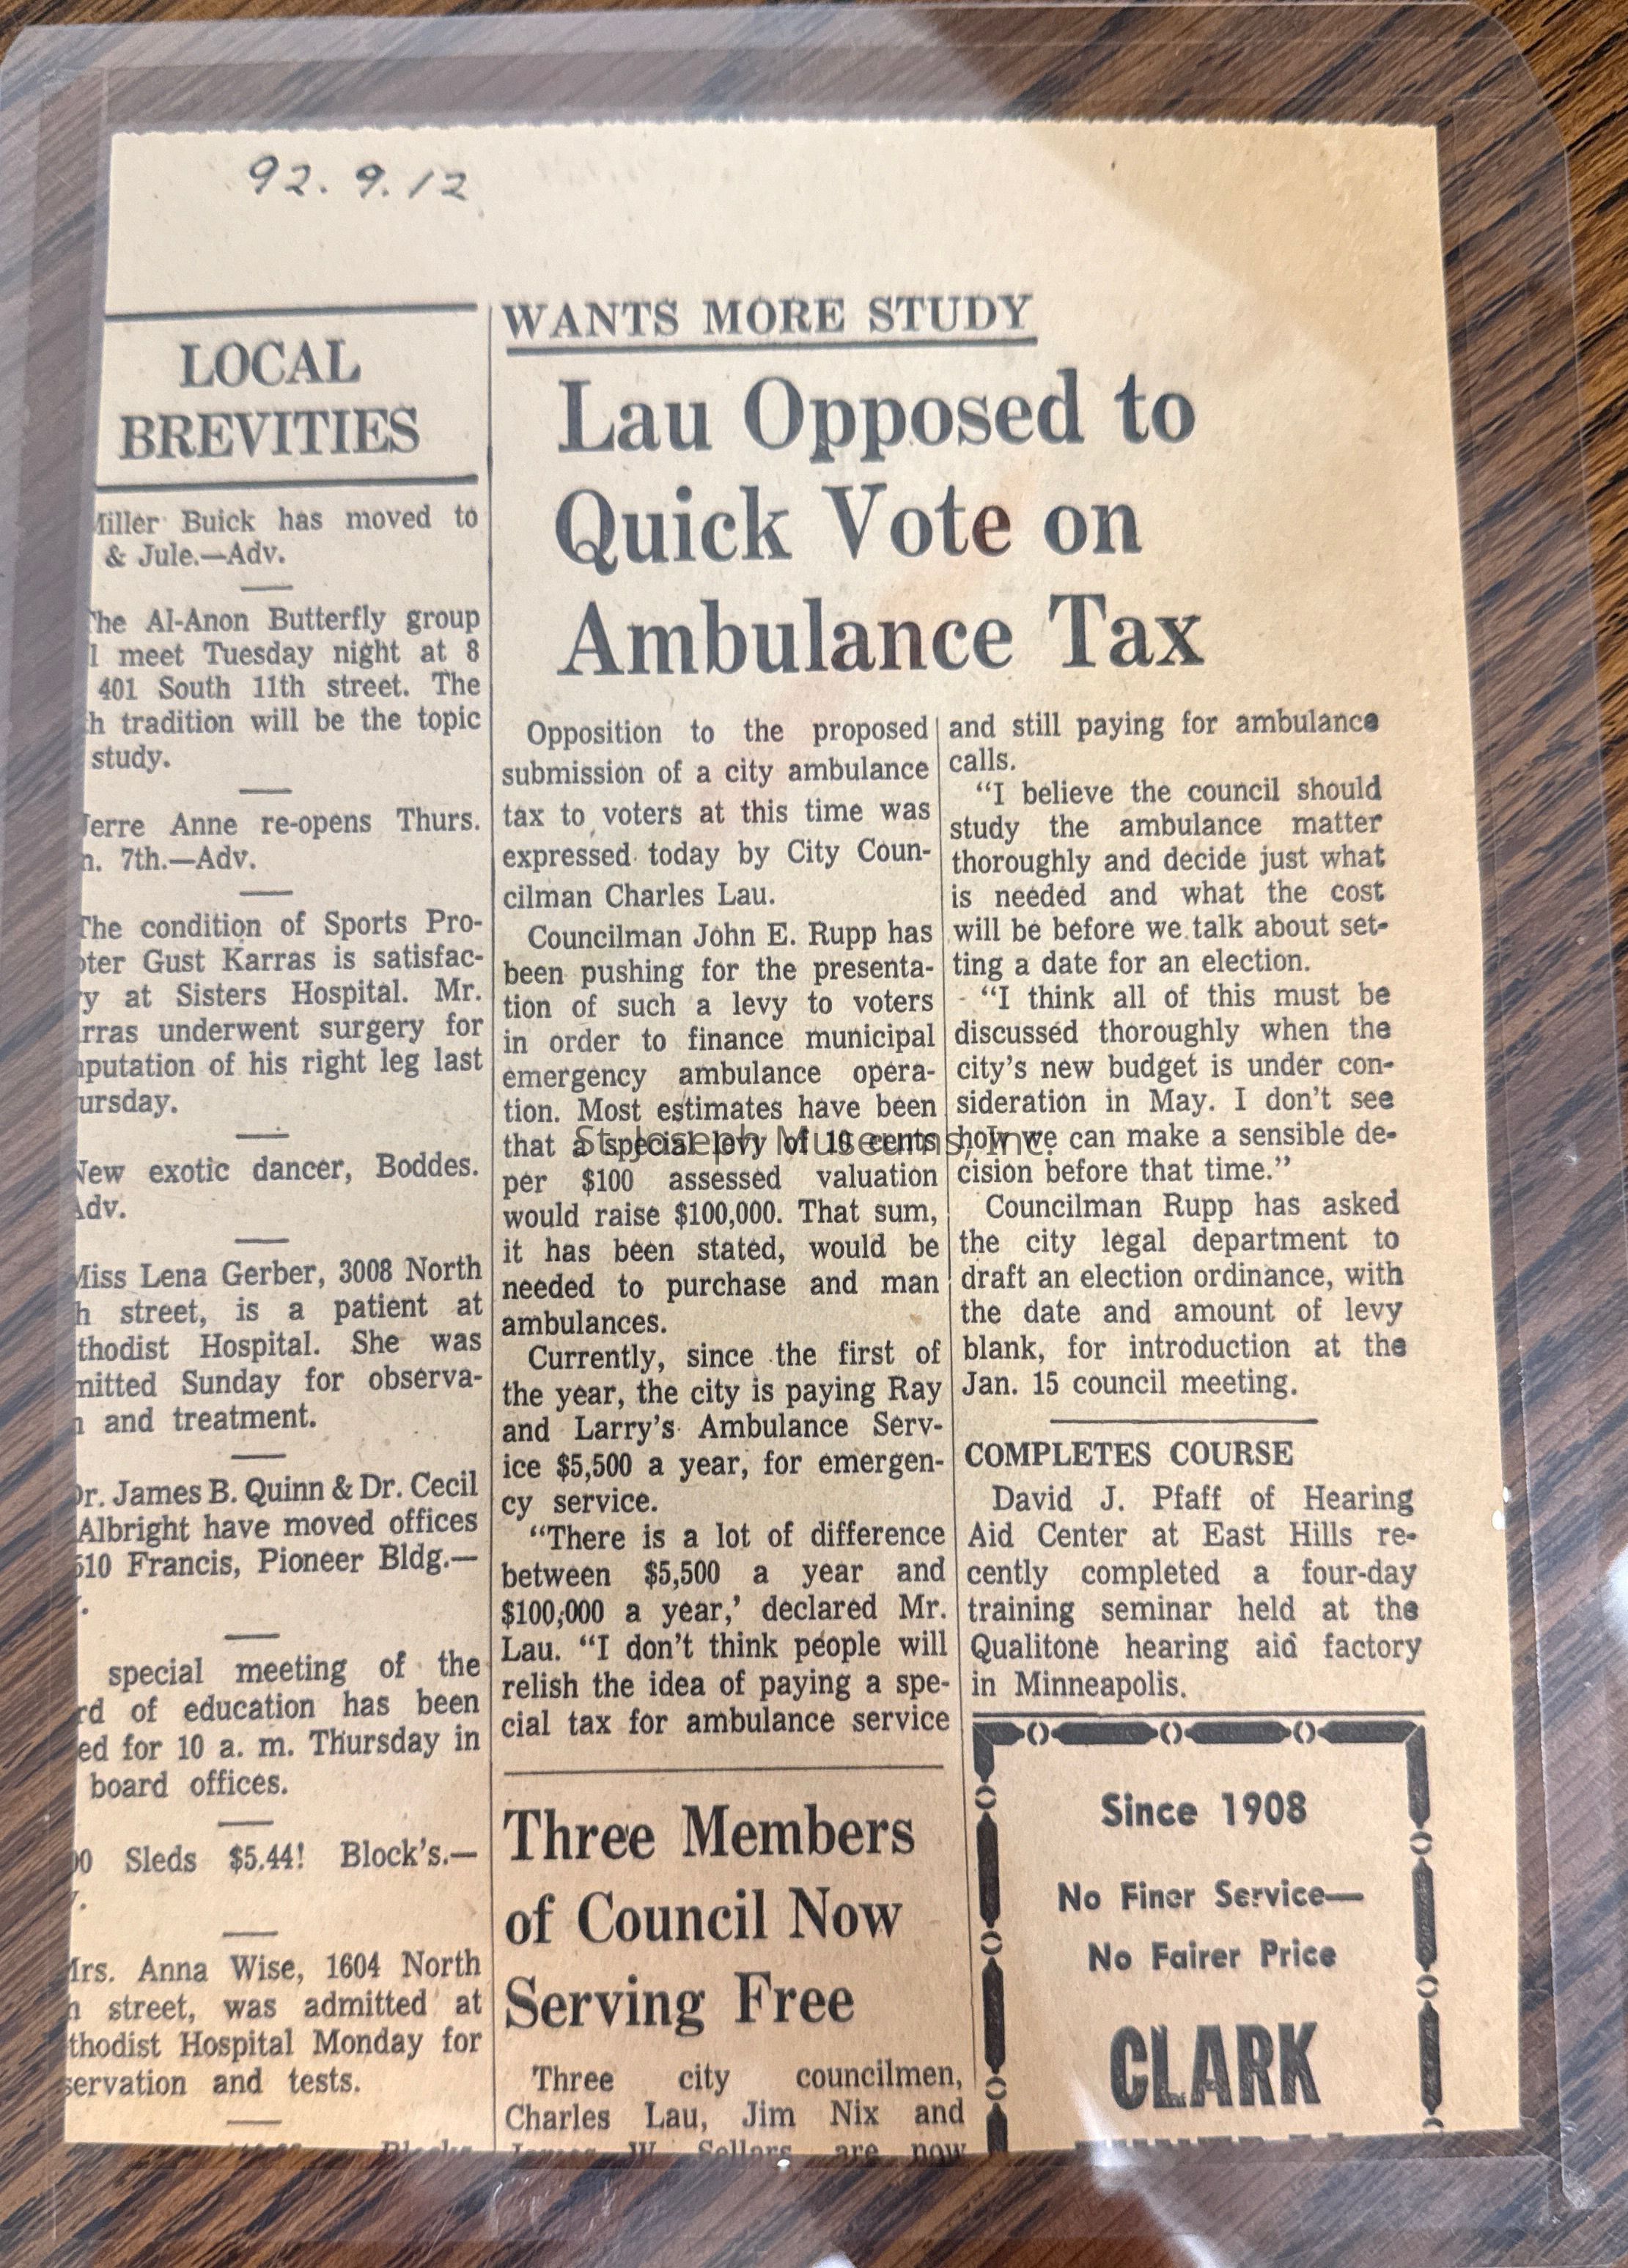 92.9.12
LOCAL
BREVITIES
Miller Buick has moved to
& Jule.—Adv.
The Al-Anon Butterfly group
l meet Tuesday night at 8
401 South 11th street. The
h tradition will be the topic
study.
Jerre Anne re-opens Thurs.
n. 7th.—Adv.
The condition of Sports Pro-
oter Gust Karras is satisfac-
ry at Sisters Hospital. Mr.
rras underwent surgery for
nputation of his right leg last
ursday.
New exotic dancer, Boddes.
Adv.
Miss Lena Gerber, 3008 North
h street, is a patient at
thodist Hospital. She was
mitted Sunday for observa-
n and treatment.
Dr. James B. Quinn & Dr. Cecil
Albright have moved offices
510 Francis, Pioneer Bldg.—
special meeting of the
rd of education has been
ed for 10 a. m. Thursday in
board offices.
00 Sleds $5.44! Block's.—
Mrs. Anna Wise, 1604 North
h street, was admitted at
thodist Hospital Monday for
servation and tests.
WANTS MORE STUDY
Lau Opposed to
Quick Vote on
Ambulance Tax
Opposition to the proposed
submission of a city ambulance
tax to voters at this time was
expressed today by City Coun-
cilman Charles Lau.
Councilman John E. Rupp has
been pushing for the presenta-
tion of such a levy to voters
in order to finance municipal
emergency ambulance opera-
tion. Most estimates have been
that a special levy of 10 cents
per $100 assessed valuation
would raise $100,000. That sum,
it has been stated, would be
needed to purchase and man
ambulances.
Currently, since the first of
the year, the city is paying Ray
and Larry's Ambulance Serv-
ice $5,500 a year, for emergen-
cy service.
"There is a lot of difference
between $5,500 a year and
$100,000 a year,' declared Mr.
Lau. "I don't think people will
relish the idea of paying a spe-
cial tax for ambulance service
and still paying for ambulance
calls.
"I believe the council should
study the ambulance matter
thoroughly and decide just what
is needed and what the cost
will be before we talk about set-
ting a date for an election.
"I think all of this must be
discussed thoroughly when the
city's new budget is under con-
sideration in May. I don't see
how we can make a sensible de-
cision before that time."
Councilman Rupp has asked
the city legal department to
draft an election ordinance, with
the date and amount of levy
blank, for introduction at the
Jan. 15 council meeting.
COMPLETES COURSE
David J. Pfaff of Hearing
Aid Center at East Hills re-
cently completed a four-day
training seminar held at the
Qualitone hearing aid factory
in Minneapolis.
Three Members
of Council Now
Serving Free
Three city councilmen,
Charles Lau, Jim Nix and
James W. Sellars are now
Since 1908
No Finer Service—
No Fairer Price
CLARK
St. Joseph Museums, Inc.